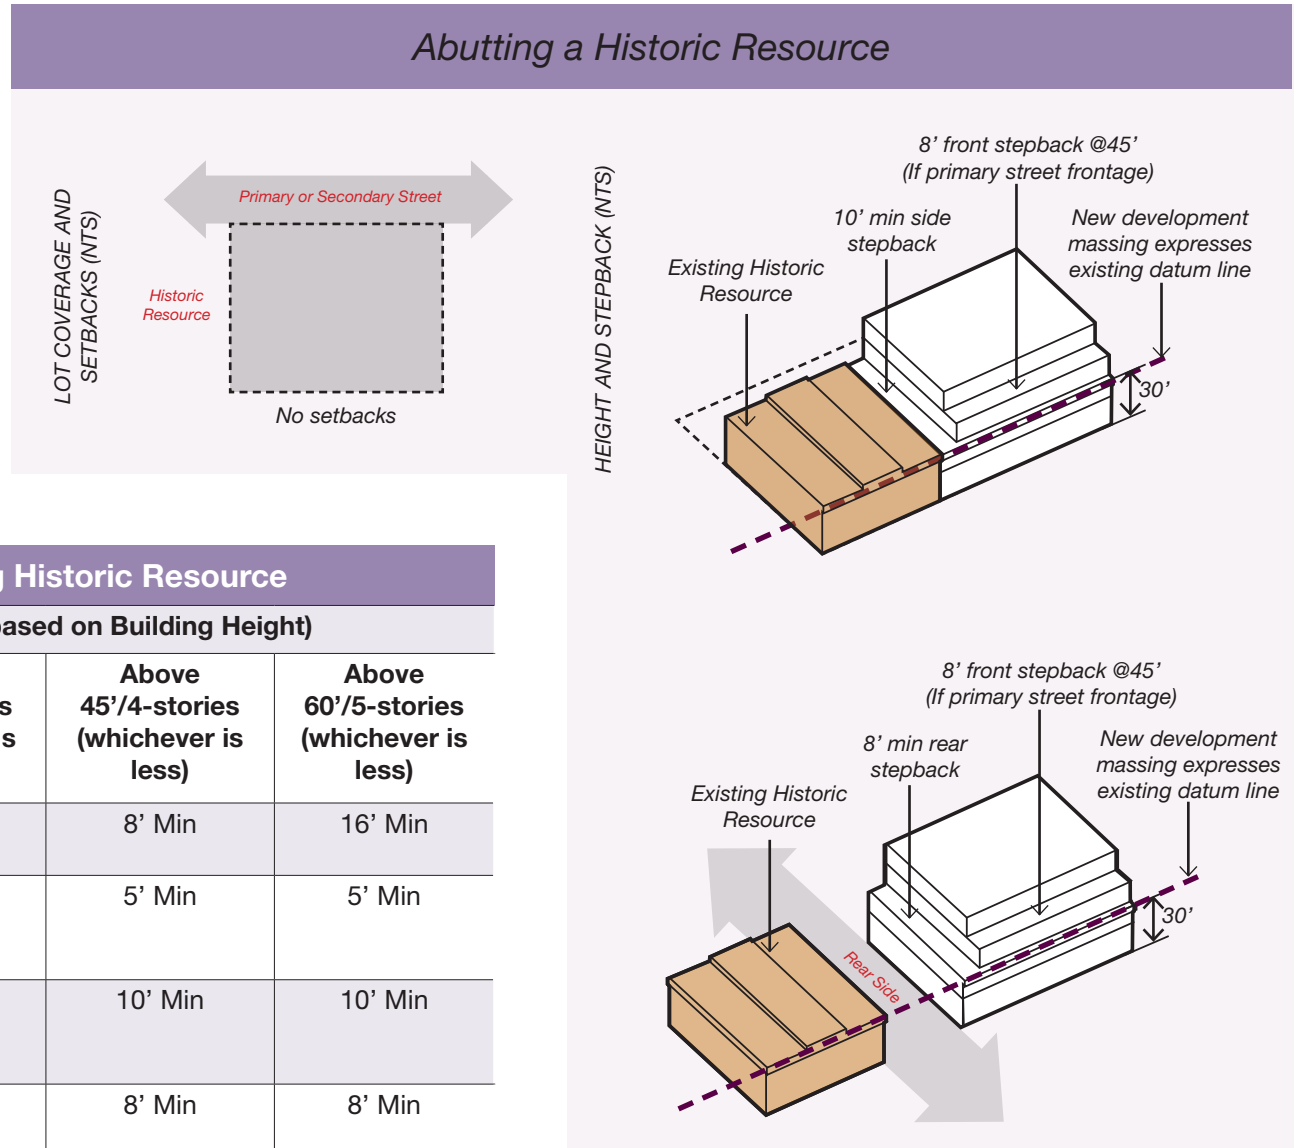 Abutting a Historic Resource
LOT COVERAGE AND
SETBACKS (NTS)
Primary or Secondary Street
Historic
Resource
No setbacks
HEIGHT AND STEPBACK (NTS)
8’ front stepback @45’
(If primary street frontage)
10’ min side
stepback
New development
massing expresses
existing datum line
Existing Historic
Resource
30’
8’ front stepback @45’
(If primary street frontage)
8’ min rear
stepback
New development
massing expresses
existing datum line
Existing Historic
Resource
Rear Side
30’
Historic Resource
based on Building Height)
Above
45’/4-stories
(whichever is
less)
Above
60’/5-stories
(whichever is
less)
8’ Min 16’ Min
5’ Min 5’ Min
10’ Min 10’ Min
8’ Min 8’ Min